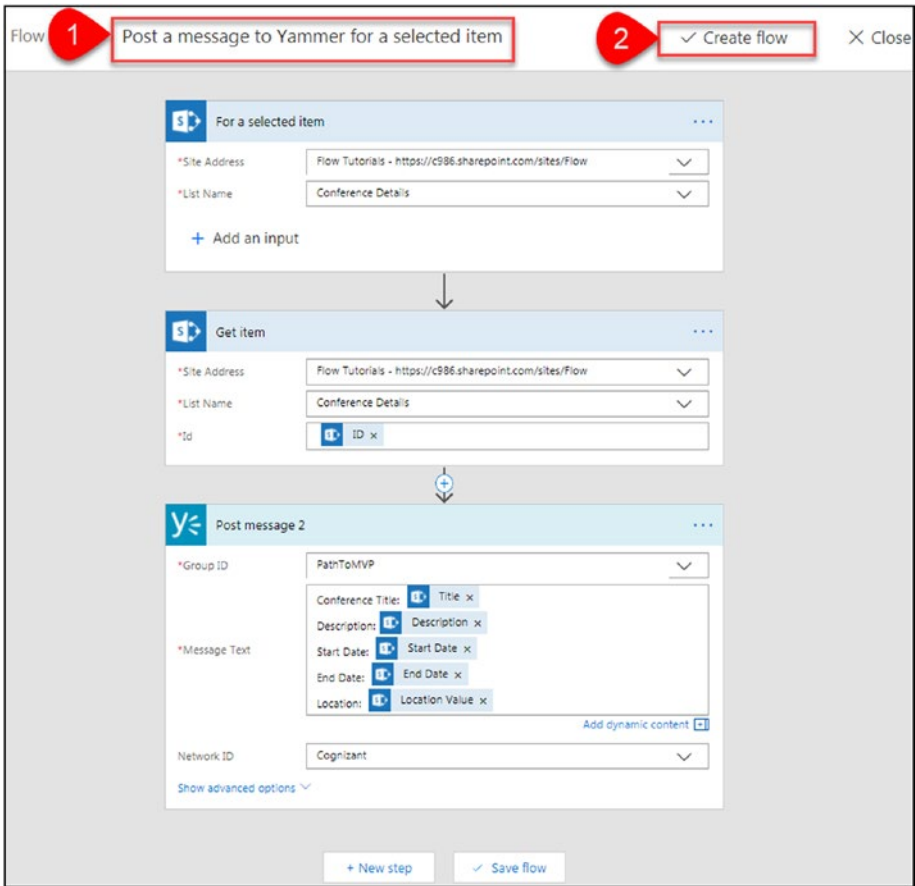 Flow
1
Post a message to Yammer for a selected item
2
Create flow
Close
For a selected item
*Site Address
Flow Tutorials - https://c986.sharepoint.com/sites/Flow
*List Name
Conference Details
+ Add an input
Get item
*Site Address
Flow Tutorials - https://c986.sharepoint.com/sites/Flow
*List Name
Conference Details
*Id
ID ×
Post message 2
*Group ID
PathToMVP
*Message Text
Conference Title: Title ×
Description: Description ×
Start Date: Start Date ×
End Date: End Date ×
Location: Location Value ×
Add dynamic content
Network ID
Cognizant
Show advanced options
+ New step
Save flow